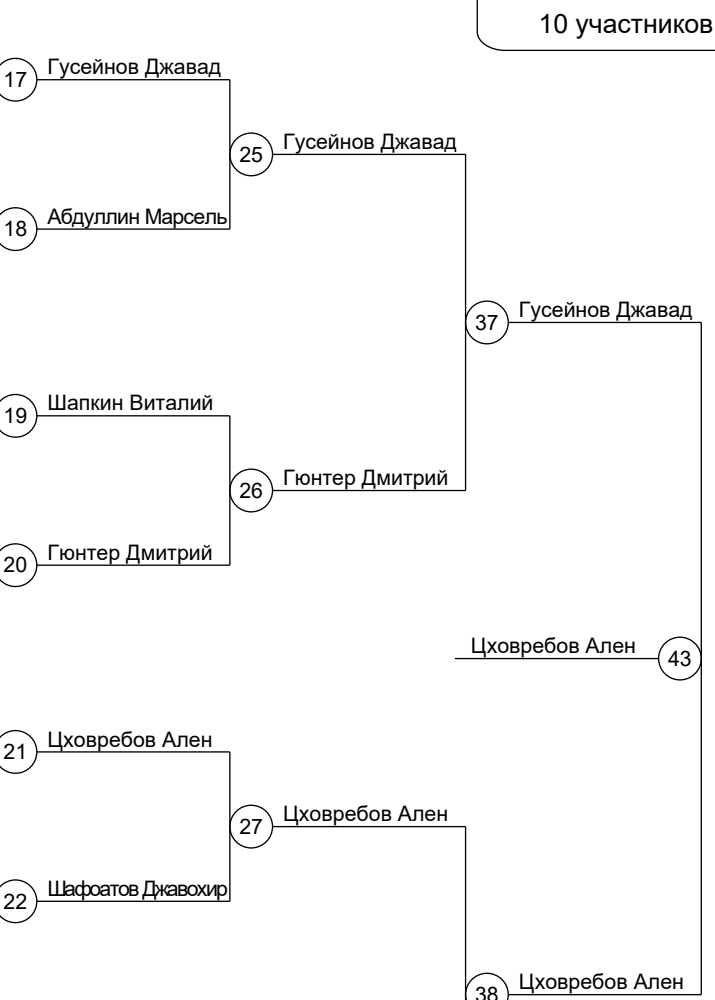 10 участников
17 Гусейнов Джавад
25 Гусейнов Джавад
18 Абдуллин Марсель
37 Гусейнов Джавад
19 Шапкин Виталий
26 Гюнтер Дмитрий
20 Гюнтер Дмитрий
Цховребов Ален 43
21 Цховребов Ален
27 Цховребов Ален
22 Шафоатов Джавохир
38 Цховребов Ален